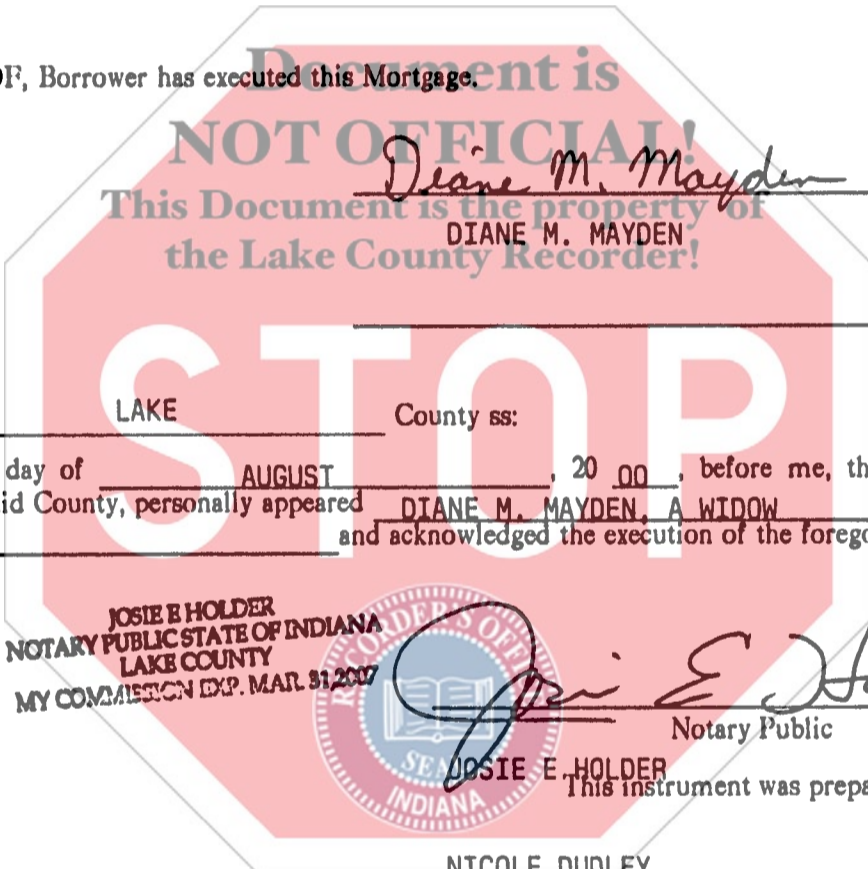 Document is
OF, Borrower has executed this Mortgage.
NOT OFFICIAL!
Diane M. Mayden
This Document is the property of
DIANE M. MAYDEN
the Lake County Recorder!
STOP
LAKE County ss:
day of AUGUST, 20 00, before me, th
id County, personally appeared DIANE M. MAYDEN, A WIDOW
and acknowledged the execution of the forego
JOSIE E HOLDER
NOTARY PUBLIC STATE OF INDIANA
LAKE COUNTY
MY COMMISSION EXP. MAR. 31,2007
RECORDER'S OFFI
SEAL
INDIANA
Josie E Ho
Notary Public
JOSIE E. HOLDER
This instrument was prepa
NICOLE DUDLEY